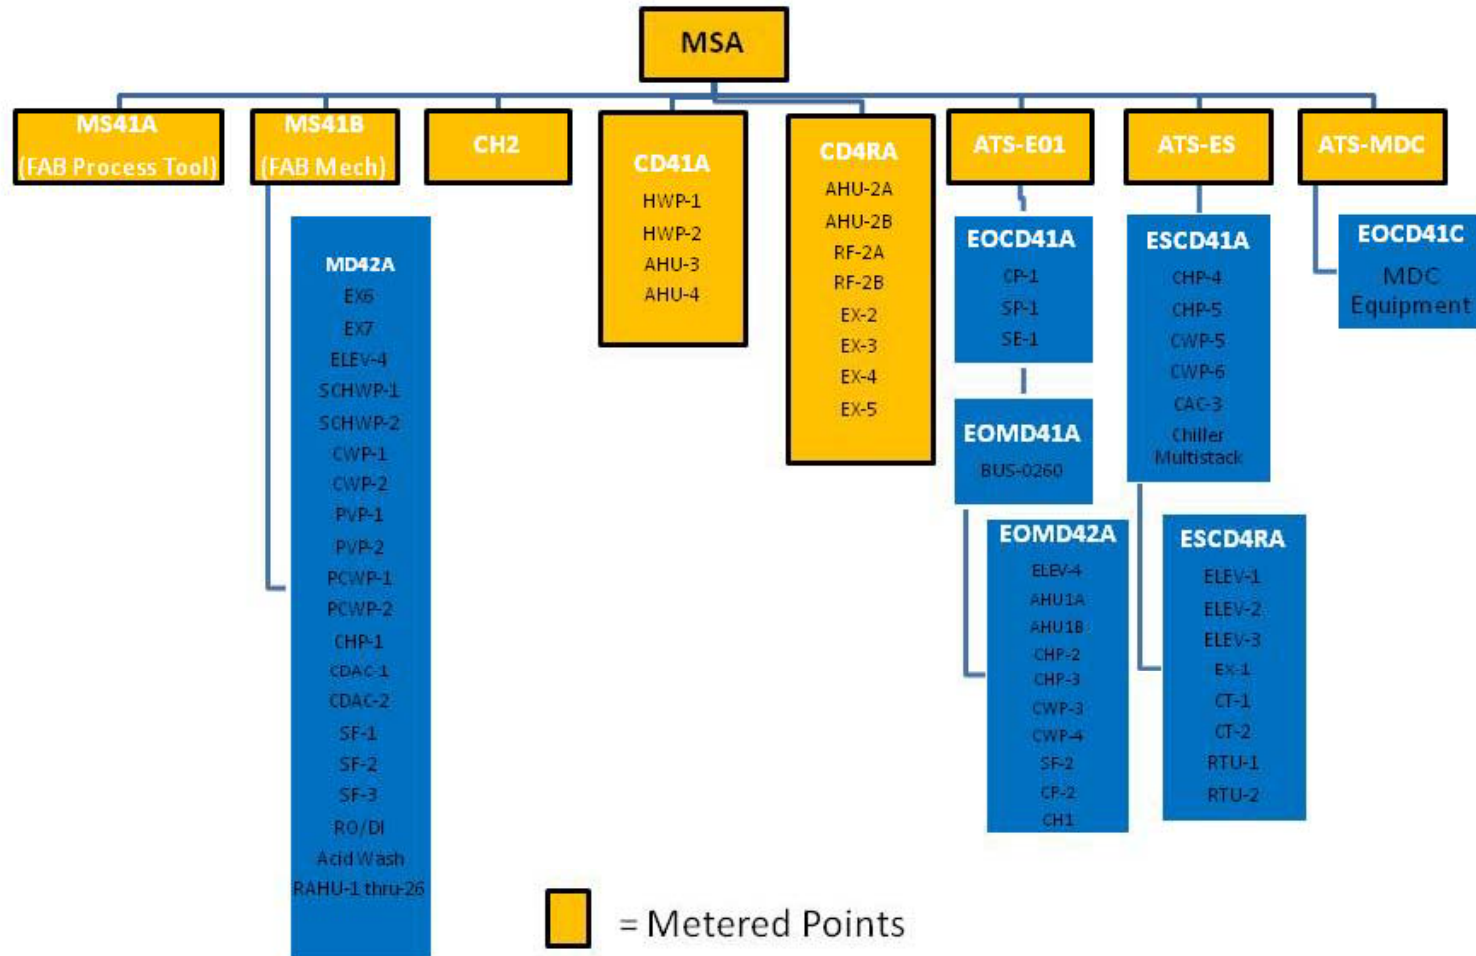 MSA
MS41A
(FAB Process Tool)
MS41B
(FAB Mech)
CH2
CD41A
HWP-1
HWP-2
AHU-3
AHU-4
CD4RA
AHU-2A
AHU-2B
RF-2A
RF-2B
EX-2
EX-3
EX-4
EX-5
ATS-E01
ATS-ES
ATS-MDC
MD42A
EX6
EX7
ELEV-4
SCHWP-1
SCHWP-2
CWP-1
CWP-2
PVP-1
PVP-2
PCWP-1
PCWP-2
CHP-1
CDAC-1
CDAC-2
SF-1
SF-2
SF-3
RO/DI
Acid Wash
RAHU-1 thru-26
EOCD41A
CP-1
SP-1
SE-1
EOMD41A
BUS-0260
EOMD42A
ELEV-4
AHU1A
AHU1B
CHP-2
CHP-3
CWP-3
CWP-4
SF-2
CP-2
CH1
ESCD41A
CHP-4
CHP-5
CWP-5
CWP-6
CAC-3
Chiller
Multistack
ESCD4RA
ELEV-1
ELEV-2
ELEV-3
EX-1
CT-1
CT-2
RTU-1
RTU-2
EOCD41C
MDC
Equipment
= Metered Points